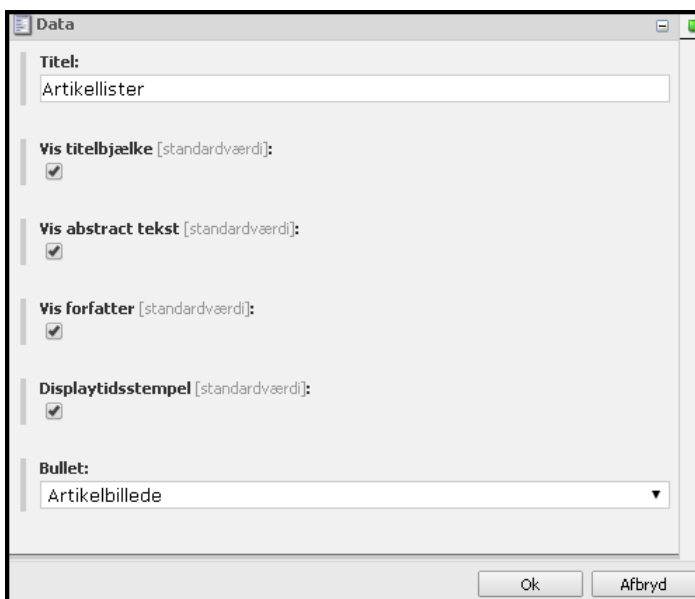 Data
Titel:
Artikellister
Vis titelbjælke [standardværdi]:
Vis abstract tekst [standardværdi]:
Vis forfatter [standardværdi]:
Displaytidsstempel [standardværdi]:
Bullet:
Artikelbillede
Ok Afbryd